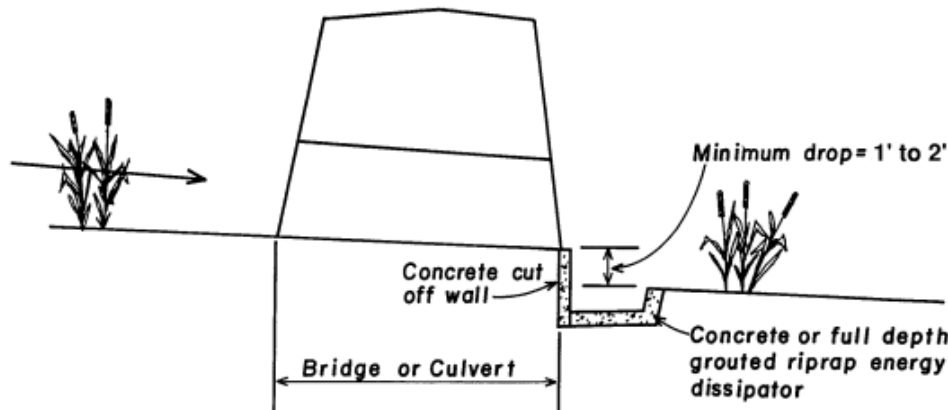 Minimum drop= 1' to 2'
Concrete cut
off wall
Concrete or full depth
grouted riprap energy
dissipator
Bridge or Culvert